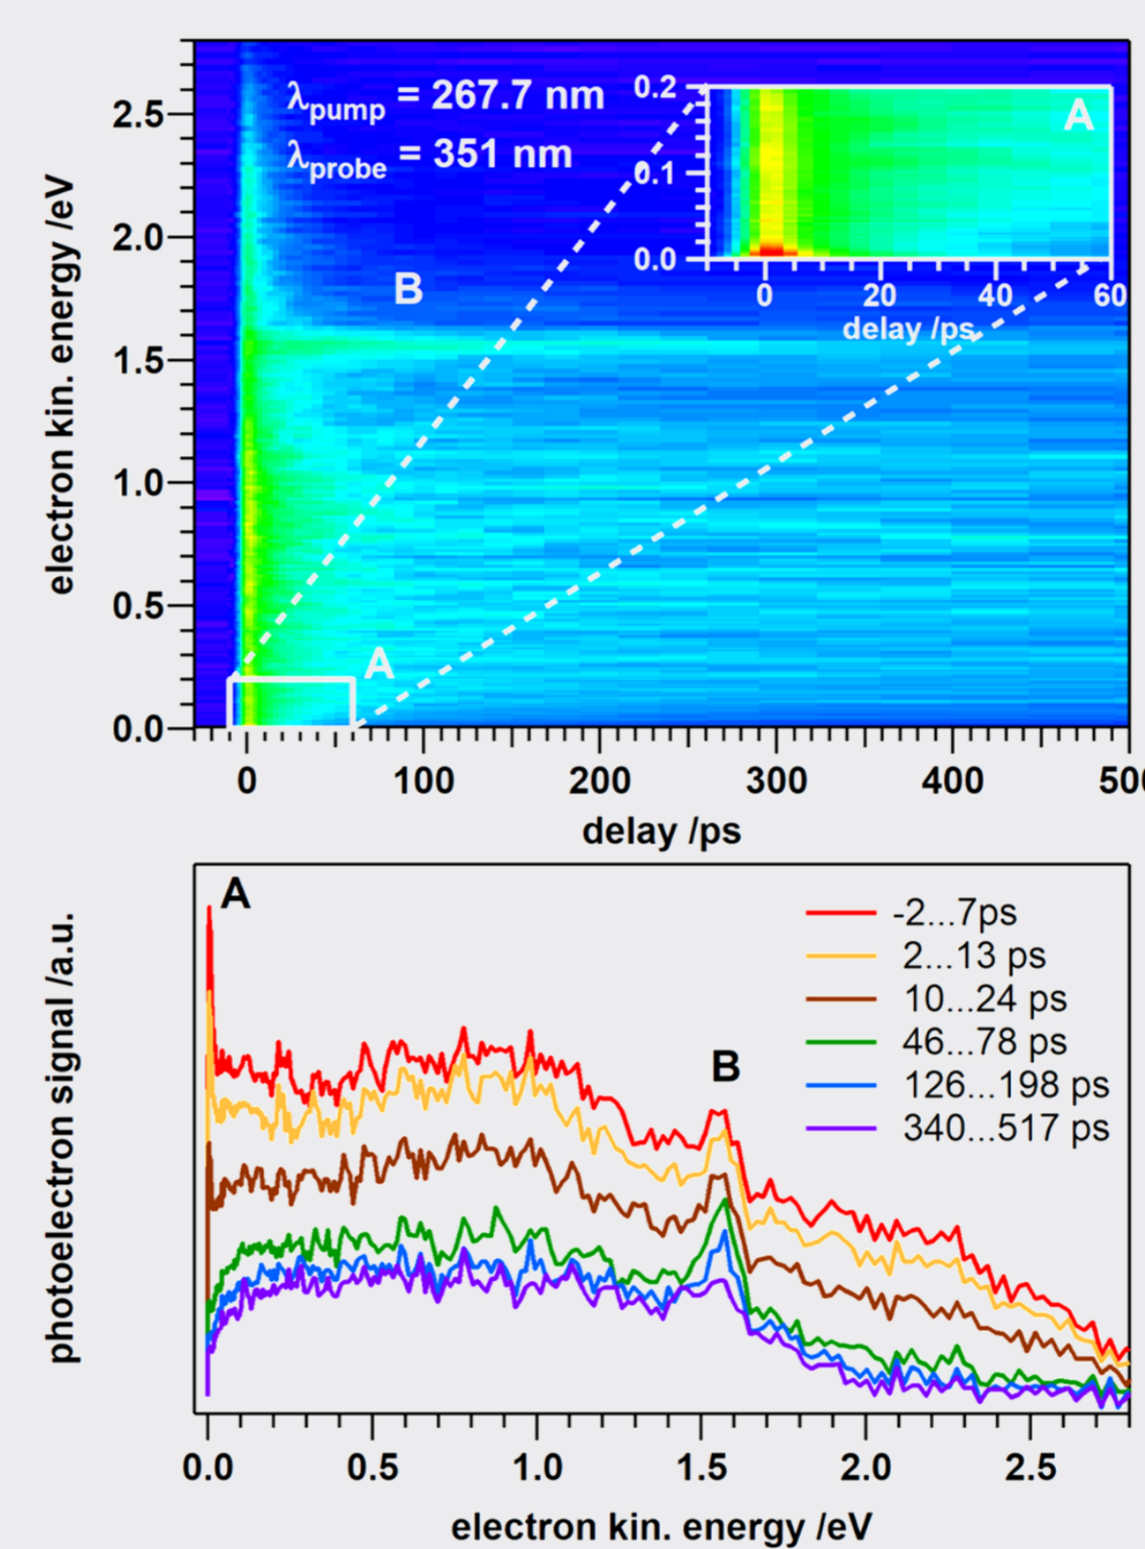 λpump = 267.7 nm
λprobe = 351 nm
A
B
A
0.2
0.1
0.0
0 20 40 60
delay /ps
2.5
2.0
1.5
1.0
0.5
0.0
electron kin. energy /eV
0 100 200 300 400 500
delay /ps
A
B
-2...7ps
2...13 ps
10...24 ps
46...78 ps
126...198 ps
340...517 ps
photoelectron signal /a.u.
0.0 0.5 1.0 1.5 2.0 2.5
electron kin. energy /eV